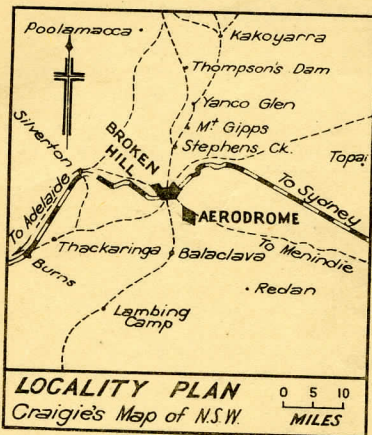 Poolamacca
Kakoyarra
Thompson's Dam
Yanco Glen
Mt Gipps
Stephens. Ck.
BROKEN
HILL
Silverton
Topai
To Sydney
To Adelaide
AERODROME
To Menindie
Thackaringa
Balaclava
Burns
Redan
Lambing
Camp
LOCALITY PLAN
Craigie's Map of N.S.W.
0 5 10
MILES